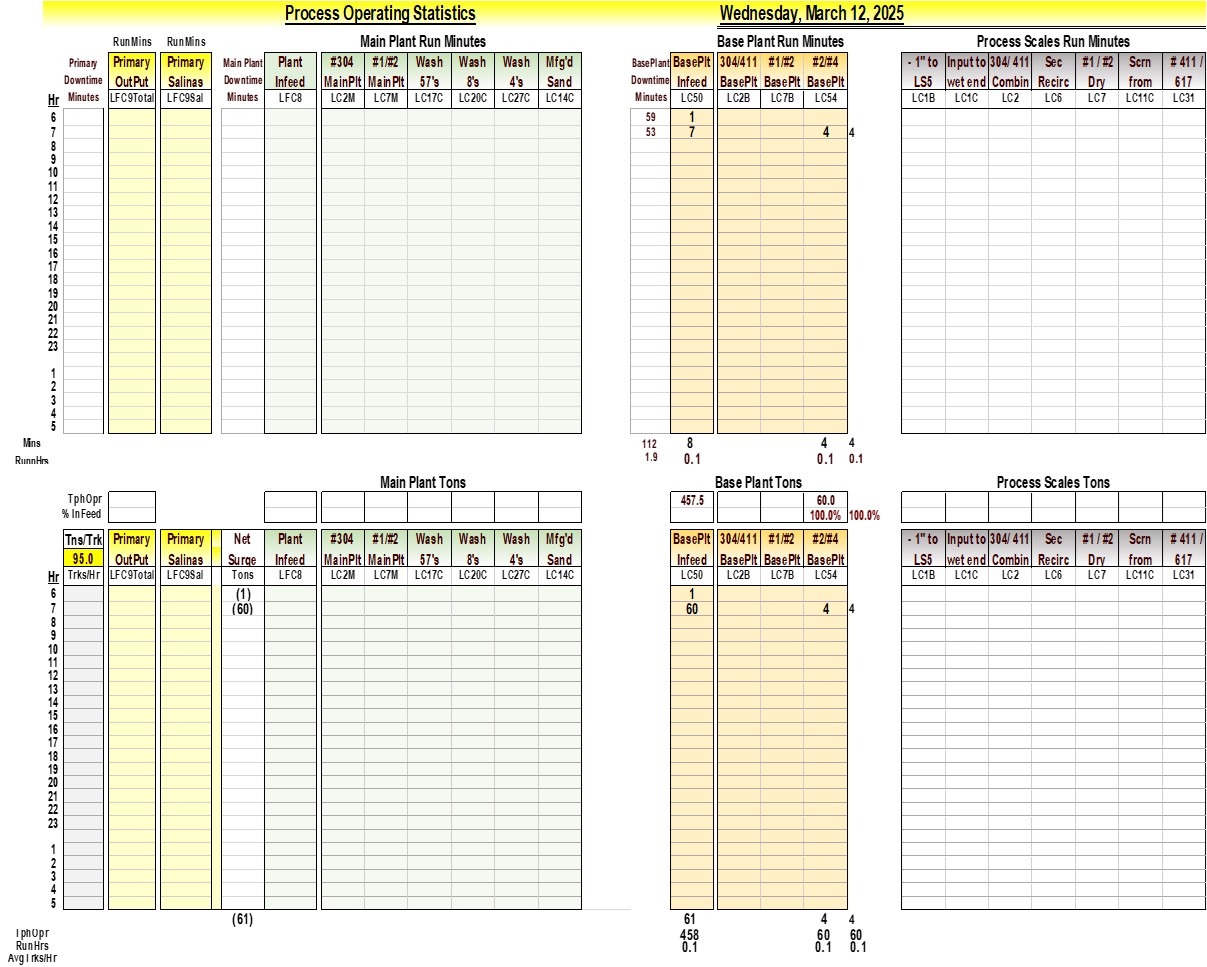 Process Operating Statistics Wednesday, March 12, 2025
RunMins RunMins Main Plant Run Minutes Base Plant Run Minutes Process Scales Run Minutes
Primary Primary Primary Main Plant Plant #304 #1/#2 Wash Wash Wash Mfg'd BasePlant BasePlt 304/411 #1/#2 #2/#4 - 1" to Input to 304/ 411 Sec #1 / #2 Scrn # 411 /
Downtime OutPut Salinas Downtime Infeed MainPlt MainPlt 57's 8's 4's Sand Downtime Infeed BasePlt BasePlt BasePlt LS5 wet end Combin Recirc Dry from 617
Hr Minutes LFC9Total LFC9Sal Minutes LFC8 LC2M LC7M LC17C LC20C LC27C LC14C Minutes LC50 LC2B LC7B LC54 LC1B LC1C LC2 LC6 LC7 LC11C LC31
6 59 1
7 53 7 4 4
8
9
10
11
12
13
14
15
16
17
18
19
20
21
22
23
1
2
3
4
5
Mins 112 8 4 4
RunnHrs 1.9 0.1 0.1 0.1
Main Plant Tons Base Plant Tons Process Scales Tons
TphOpr 457.5 60.0
% InFeed 100.0% 100.0%
Tns/Trk Primary Primary Net Plant #304 #1/#2 Wash Wash Wash Mfg'd BasePlt 304/411 #1/#2 #2/#4 - 1" to Input to 304/ 411 Sec #1 / #2 Scrn # 411 /
95.0 OutPut Salinas Surge Infeed MainPlt MainPlt 57's 8's 4's Sand Infeed BasePlt BasePlt BasePlt LS5 wet end Combin Recirc Dry from 617
Hr Trks/Hr LFC9Total LFC9Sal Tons LFC8 LC2M LC7M LC17C LC20C LC27C LC14C LC50 LC2B LC7B LC54 LC1B LC1C LC2 LC6 LC7 LC11C LC31
6 (1) 1
7 (60) 60 4 4
8
9
10
11
12
13
14
15
16
17
18
19
20
21
22
23
1
2
3
4
5
(61) 61 4 4
TphOpr 458 60 60
RunHrs 0.1 0.1 0.1
AvgTrks/Hr